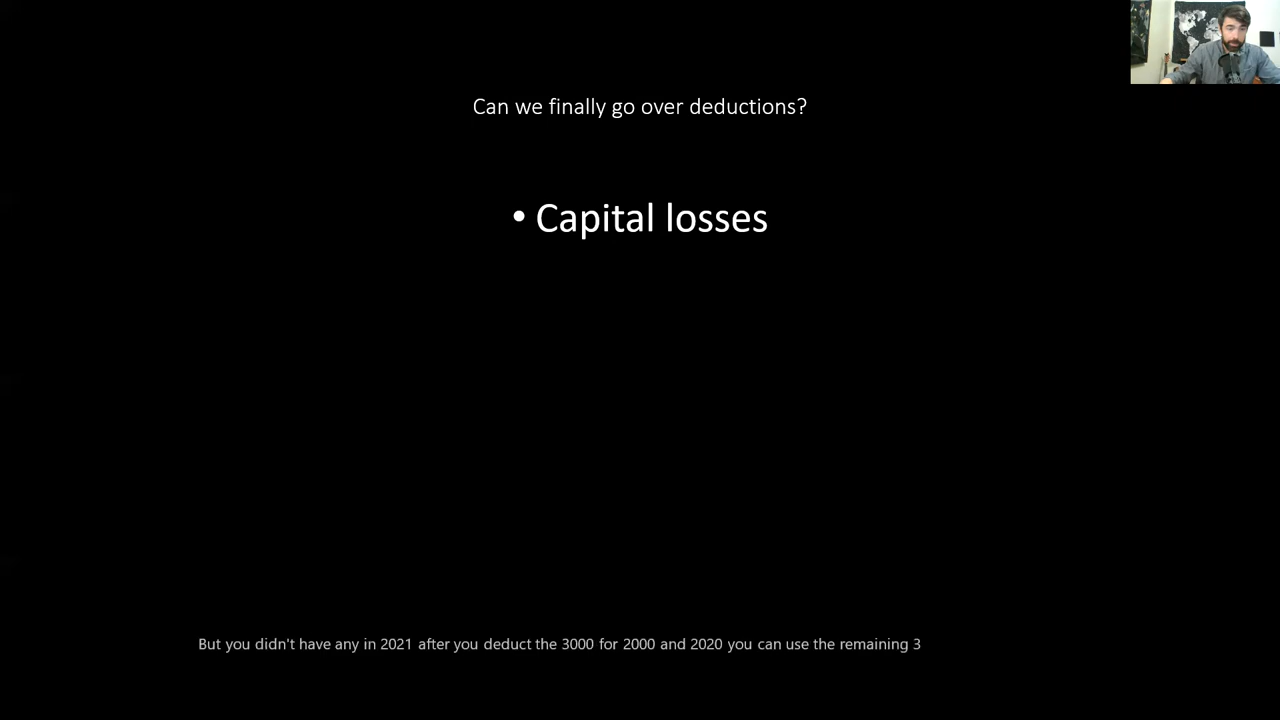 Can we finally go over deductions?
• Capital losses
But you didn't have any in 2021 after you deduct the 3000 for 2000 and 2020 you can use the remaining 3